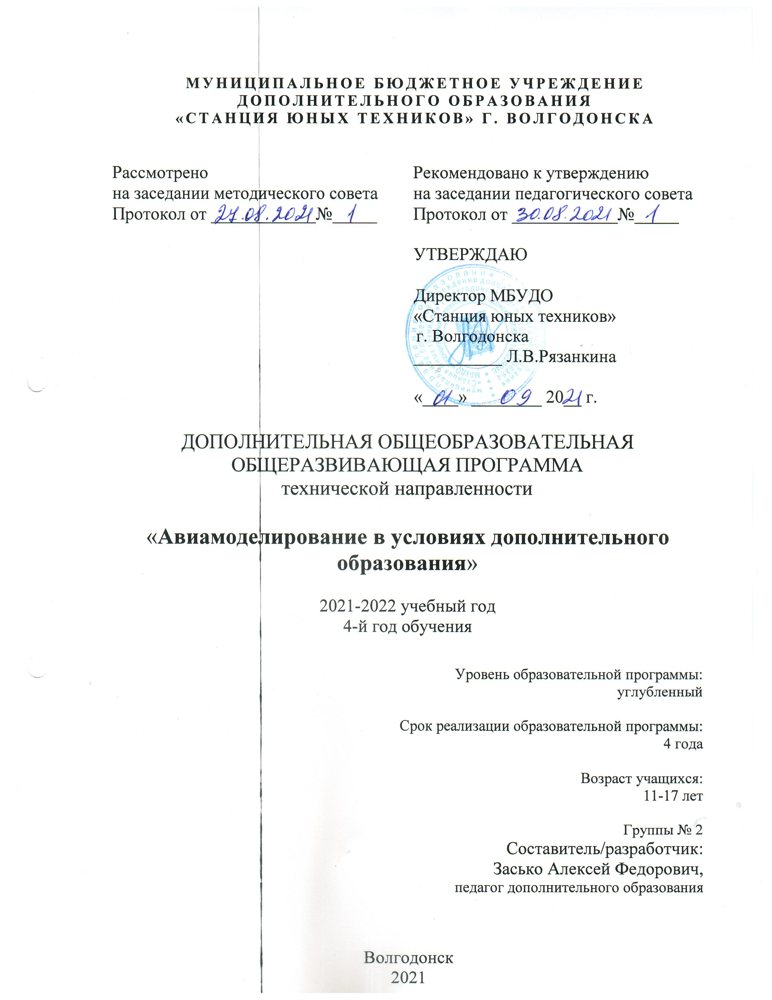 МУНИЦИПАЛЬНОЕ БЮДЖЕТНОЕ УЧРЕЖДЕНИЕ
ДОПОЛНИТЕЛЬНОГО ОБРАЗОВАНИЯ
«СТАНЦИЯ ЮНЫХ ТЕХНИКОВ» Г. ВОЛГОДОНСКА
Рассмотрено
на заседании методического совета
Протокол от 27.08.2021 № 1
Рекомендовано к утверждению
на заседании педагогического совета
Протокол от 30.08.2021 № 1
УТВЕРЖДАЮ
Директор МБУДО
«Станция юных техников»
г. Волгодонска
Л.В.Рязанкина
«01» 09 2021 г.
ДОПОЛНИТЕЛЬНАЯ ОБЩЕОБРАЗОВАТЕЛЬНАЯ
ОБЩЕРАЗВИВАЮЩАЯ ПРОГРАММА
технической направленности
«Авиамоделирование в условиях дополнительного
образования»
2021-2022 учебный год
4-й год обучения
Уровень образовательной программы:
углубленный
Срок реализации образовательной программы:
4 года
Возраст учащихся:
11-17 лет
Группы № 2
Составитель/разработчик:
Засько Алексей Федорович,
педагог дополнительного образования
Волгодонск
2021